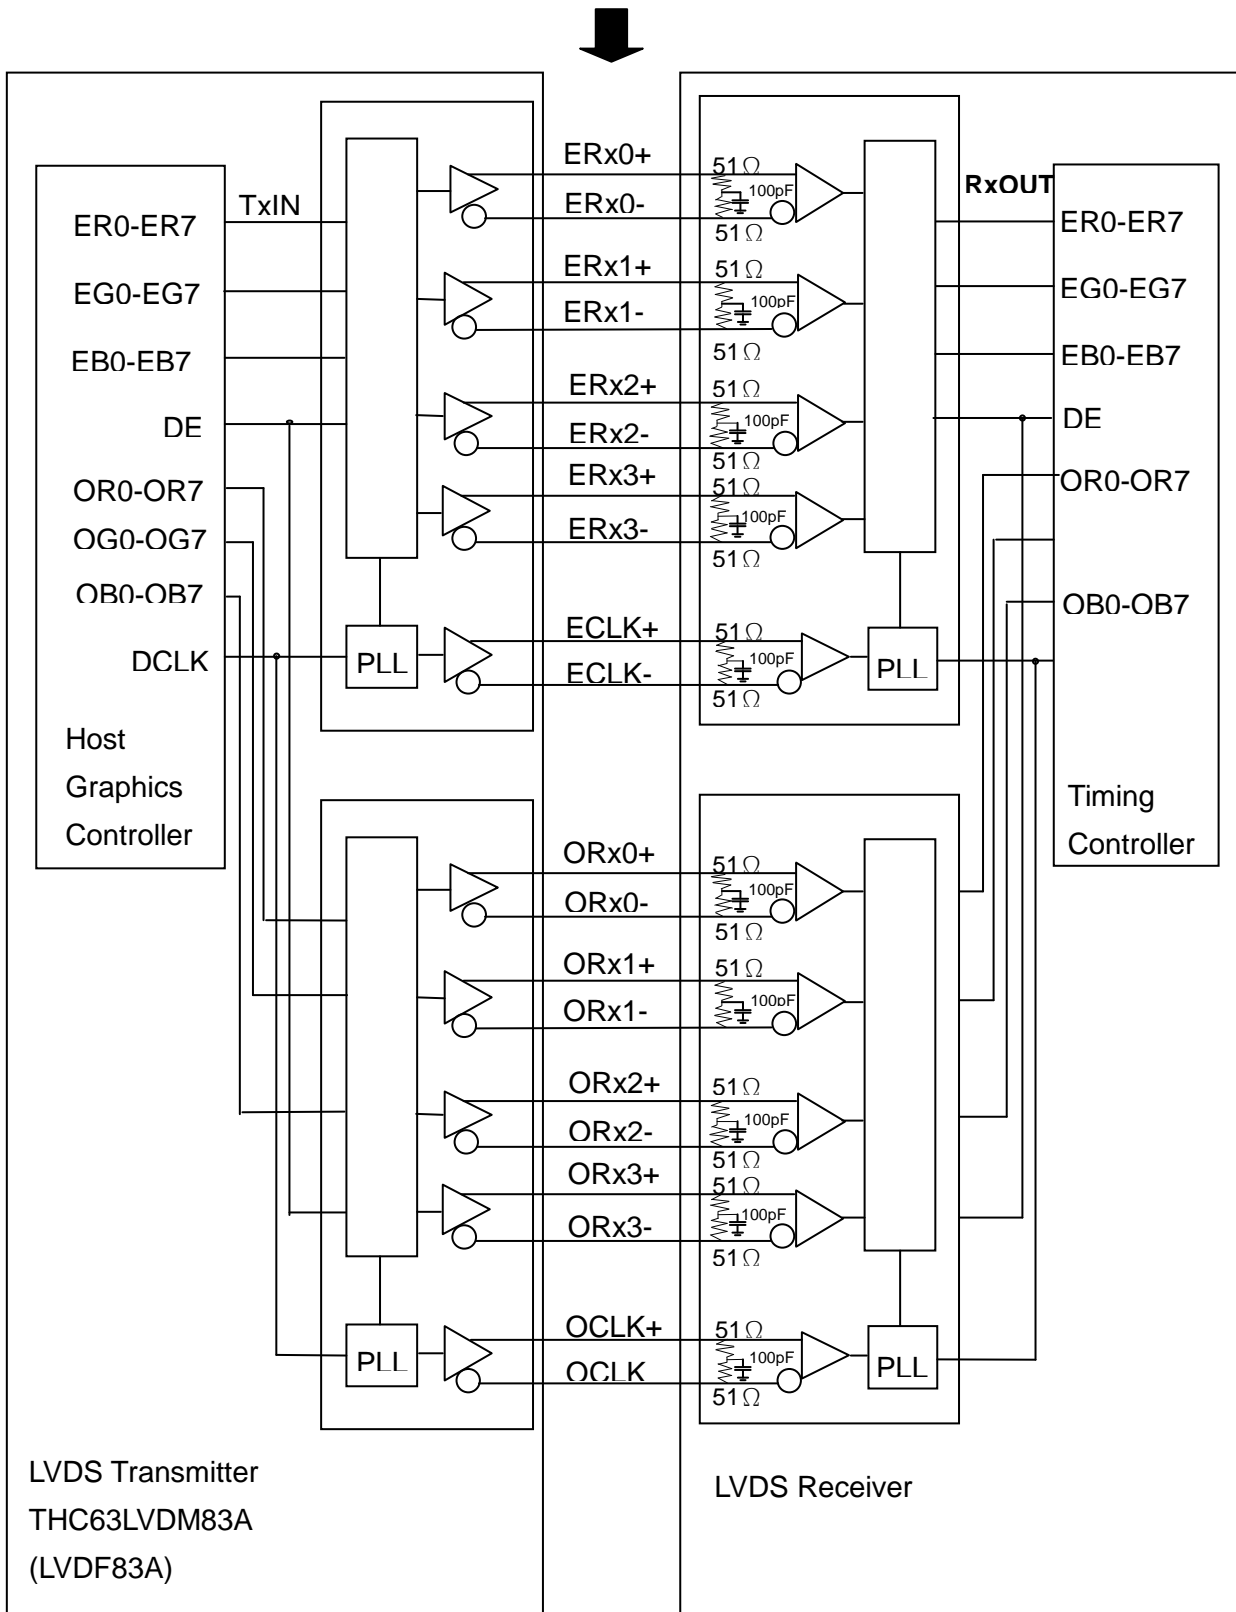 TxIN
ER0-ER7
EG0-EG7
EB0-EB7
DE
OR0-OR7
OG0-OG7
OB0-OB7
DCLK
Host
Graphics
Controller
PLL
ERx0+
ERx0-
ERx1+
ERx1-
ERx2+
ERx2-
ERx3+
ERx3-
ECLK+
ECLK-
51Ω
100pF
51Ω
51Ω
100pF
51Ω
51Ω
100pF
51Ω
51Ω
100pF
51Ω
51Ω
100pF
51Ω
PLL
RxOUT
ER0-ER7
EG0-EG7
EB0-EB7
DE
OR0-OR7
OB0-OB7
Timing
Controller
PLL
ORx0+
ORx0-
ORx1+
ORx1-
ORx2+
ORx2-
ORx3+
ORx3-
OCLK+
OCLK
51Ω
100pF
51Ω
51Ω
100pF
51Ω
100pF
51Ω
51Ω
100pF
51Ω
51Ω
100pF
51Ω
PLL
LVDS Transmitter
THC63LVDM83A
(LVDF83A)
LVDS Receiver